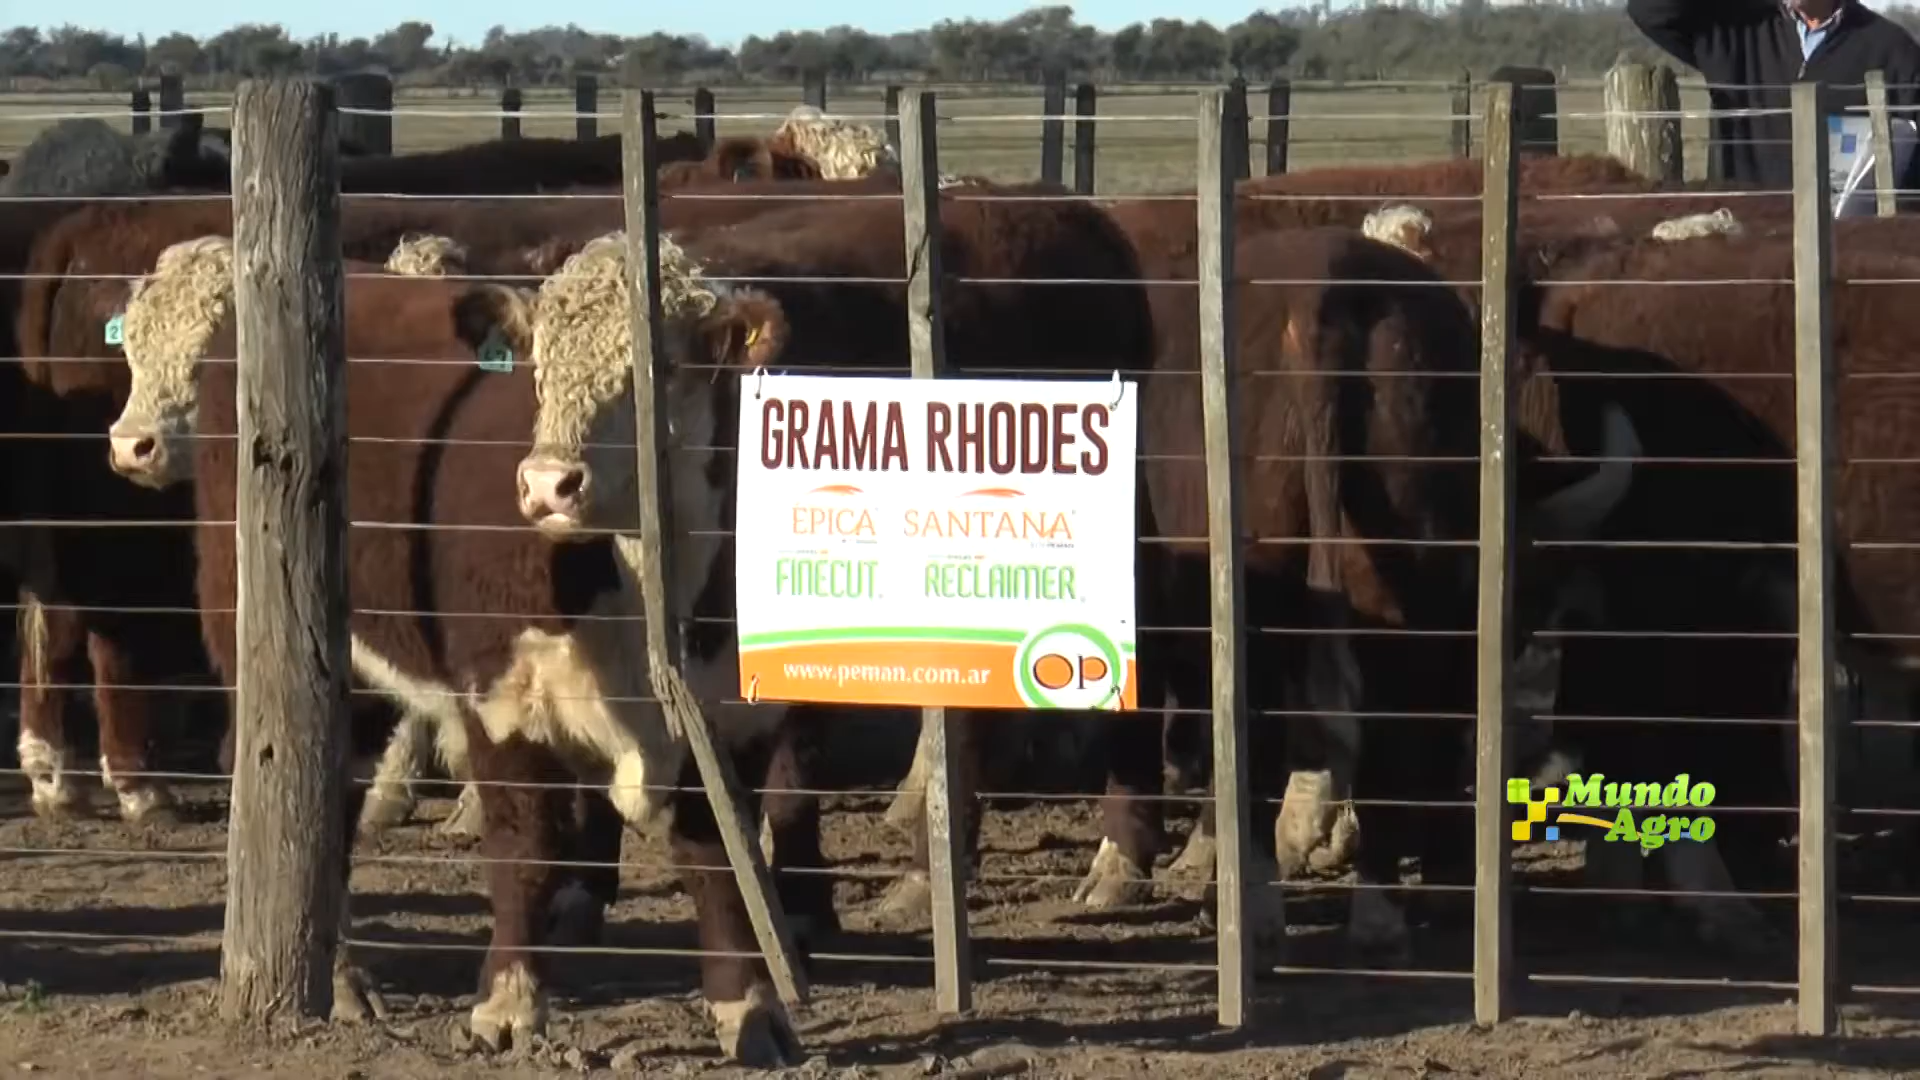 GRAMA RHODES
EPICA SANTANA
FINECUT. RECLAIMER.
www.peman.com.ar
OP
Mundo
Agro